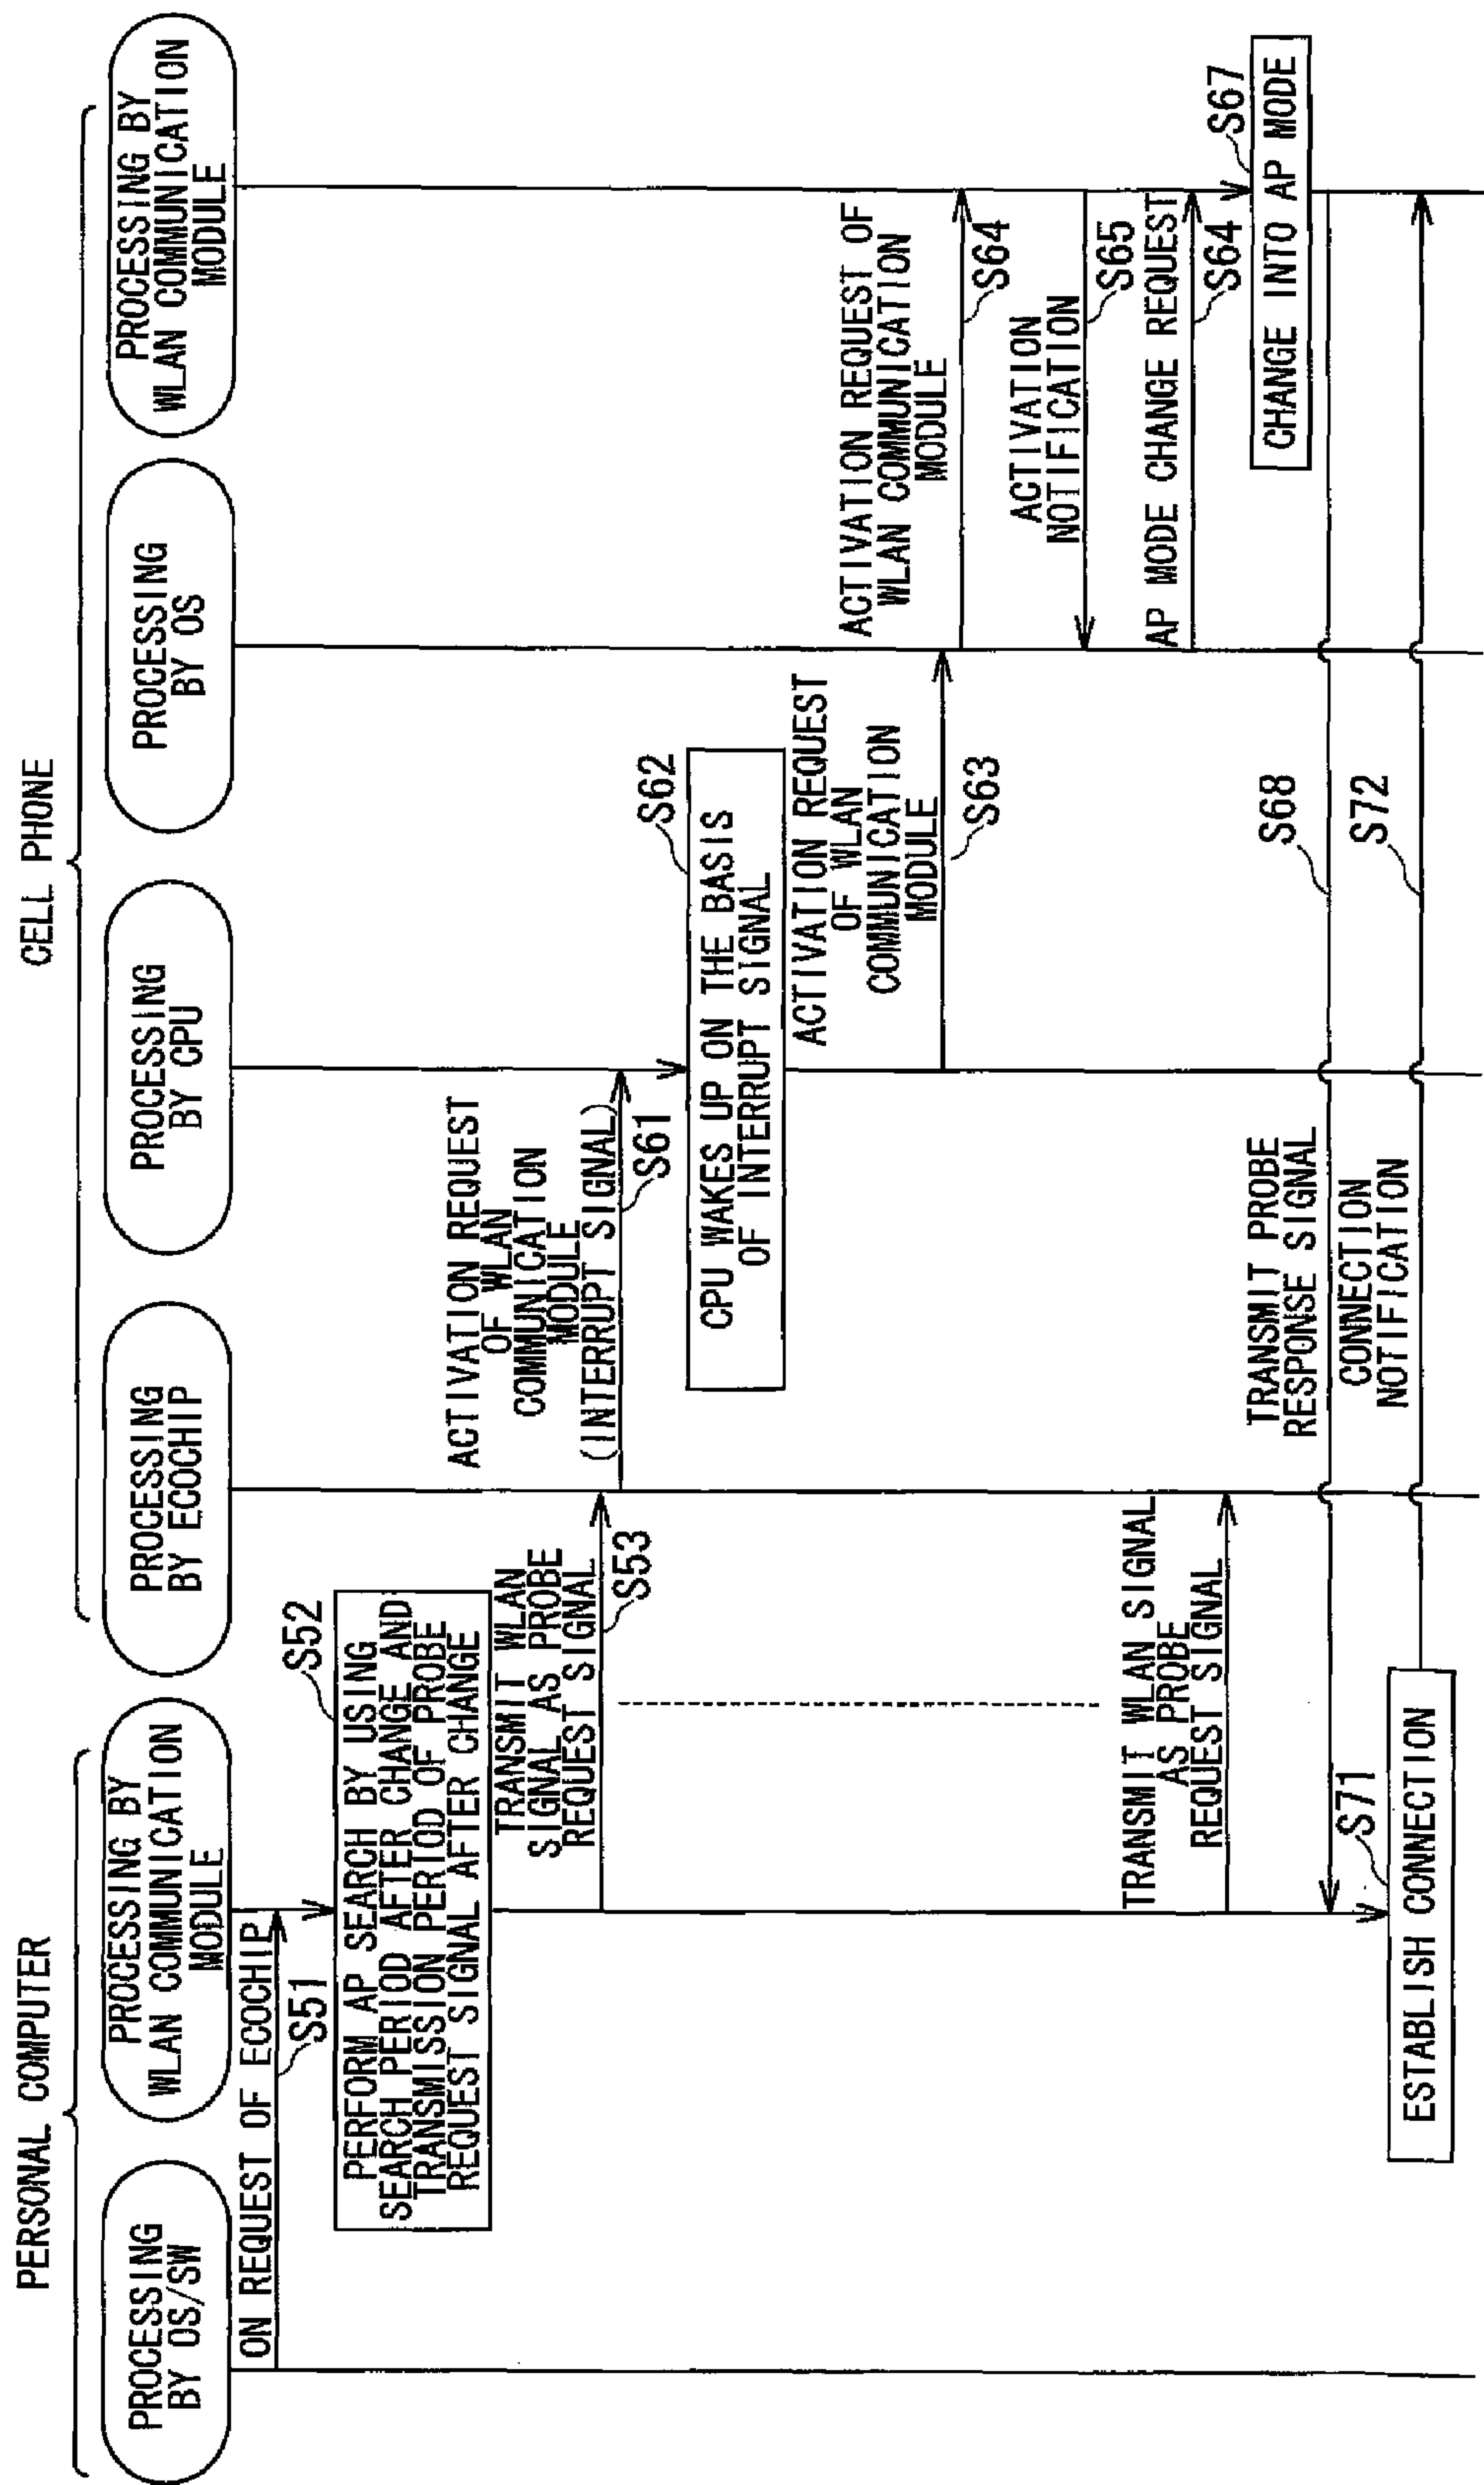 PERSONAL COMPUTER
CELL PHONE
PROCESSING
BY OS/SW
PROCESSING BY
WLAN COMMUNICATION
MODULE
PROCESSING
BY ECOCHIP
PROCESSING
BY CPU
PROCESSING
BY OS
PROCESSING BY
WLAN COMMUNICATION
MODULE
ON REQUEST OF ECOCHIP
S51
S52
PERFORM AP SEARCH BY USING
SEARCH PERIOD AFTER CHANGE AND
TRANSMISSION PERIOD OF PROBE
REQUEST SIGNAL AFTER CHANGE
TRANSMIT WLAN
SIGNAL AS PROBE
REQUEST SIGNAL
S53
ACTIVATION REQUEST
OF WLAN
COMMUNICATION
MODULE
(INTERRUPT SIGNAL)
S61
S62
CPU WAKES UP ON THE BASIS
OF INTERRUPT SIGNAL
ACTIVATION REQUEST
OF WLAN
COMMUNICATION
MODULE
S63
ACTIVATION REQUEST OF
WLAN COMMUNICATION
MODULE
S64
ACTIVATION
NOTIFICATION
S65
AP MODE CHANGE REQUEST
S64
S67
CHANGE INTO AP MODE
TRANSMIT WLAN SIGNAL
AS PROBE
REQUEST SIGNAL
TRANSMIT PROBE
RESPONSE SIGNAL
S68
S71
ESTABLISH CONNECTION
CONNECTION
NOTIFICATION
S72